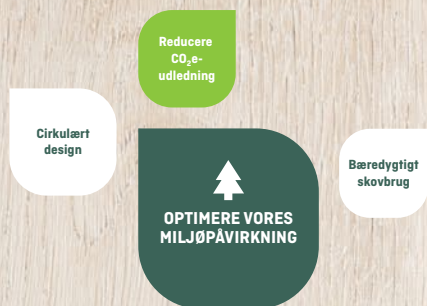 Reducere
CO₂e-
udledning
Cirkulært
design
Bæredygtigt
skovbrug
OPTIMERE VORES
MILJØPÅVIRKNING